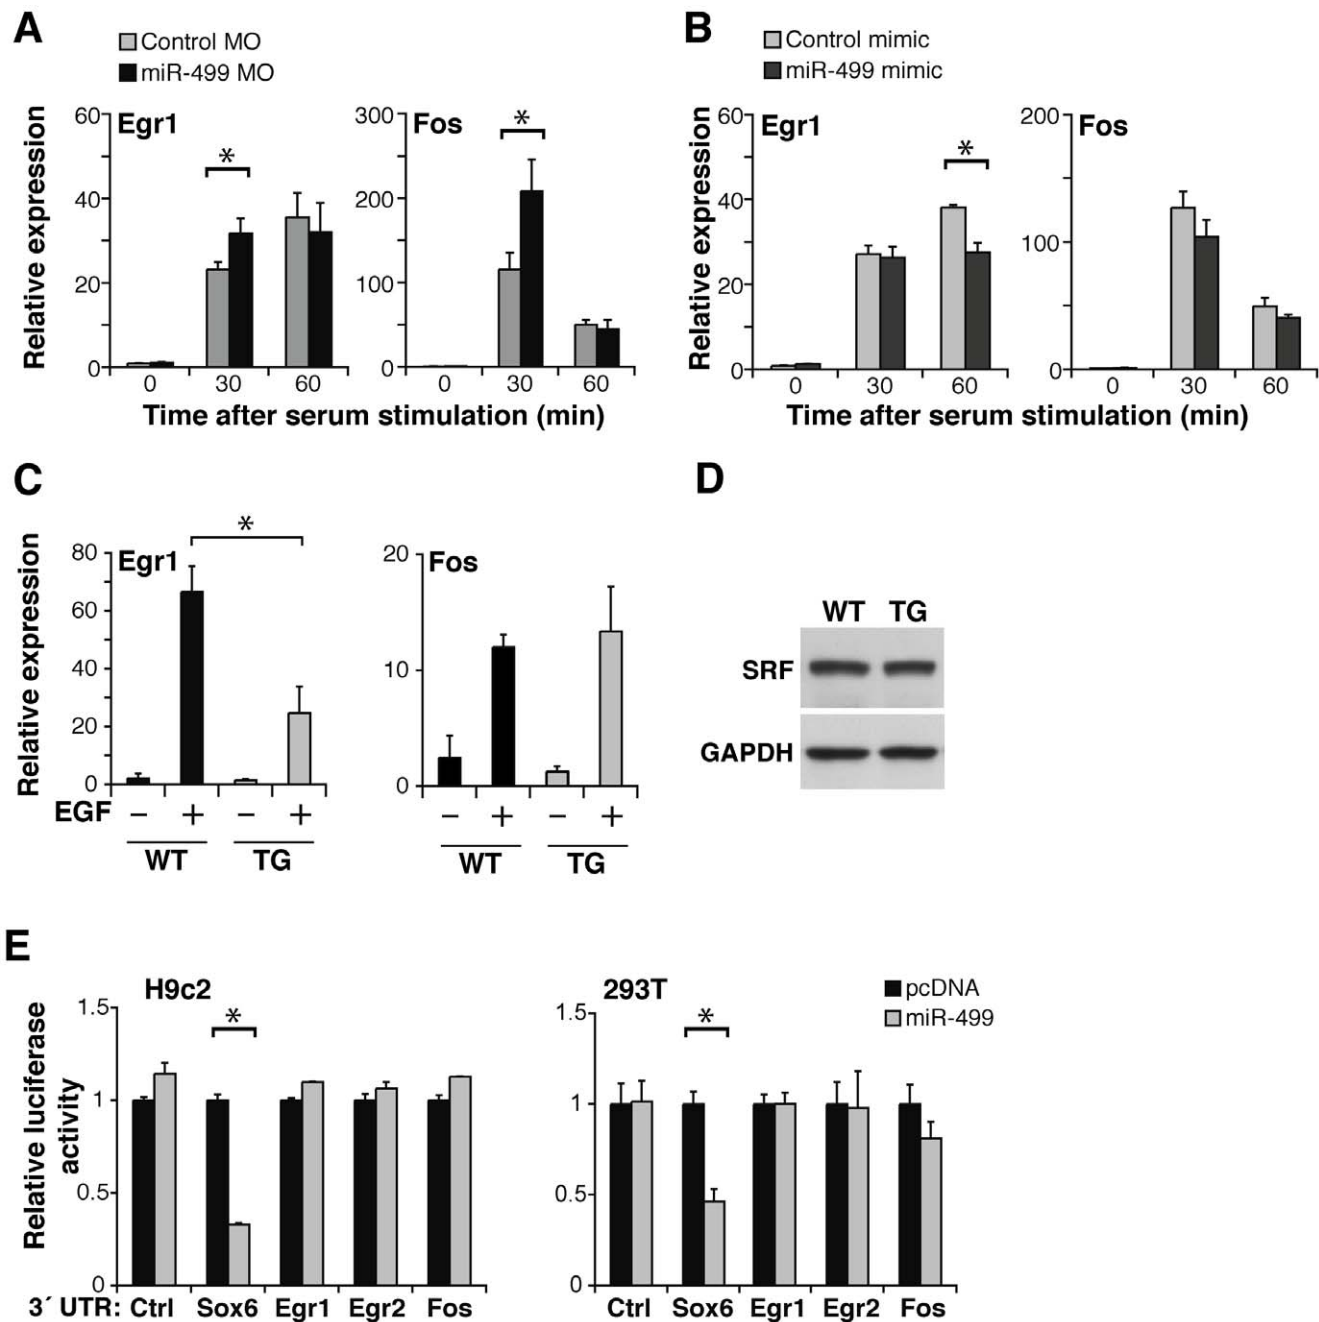 A
Control MO
miR-499 MO
Relative expression
Egr1
60
40
20
0
*
0 30 60
Fos
300
200
100
0
*
0 30 60
Time after serum stimulation (min)
B
Control mimic
miR-499 mimic
Relative expression
Egr1
60
40
20
0
*
0 30 60
Fos
200
100
0
0 30 60
Time after serum stimulation (min)
C
Relative expression
Egr1
80
60
40
20
0
*
EGF − + − +
WT TG
Fos
20
10
0
− + − +
WT TG
D
WT TG
SRF
GAPDH
E
Relative luciferase
activity
H9c2
1.5
1
0.5
0
*
3´ UTR: Ctrl Sox6 Egr1 Egr2 Fos
293T
1.5
1
0.5
0
*
Ctrl Sox6 Egr1 Egr2 Fos
pcDNA
miR-499